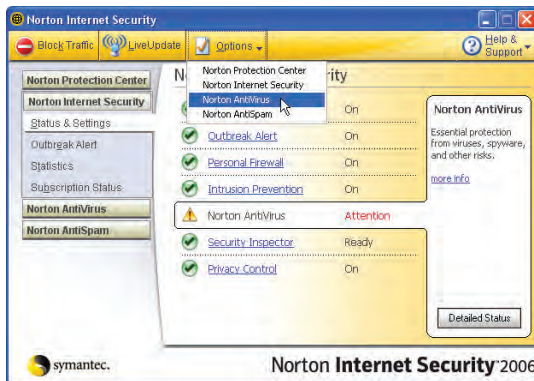 Norton Internet Security
Block Traffic LiveUpdate Options Help & Support
Norton Protection Center
Norton Internet Security
Norton AntiVirus
Norton AntiSpam
Norton Protection Center
Norton Internet Security
Status & Settings
Outbreak Alert
Statistics
Subscription Status
Norton AntiVirus
Norton AntiSpam
N rity
On
Outbreak Alert On
Personal Firewall On
Intrusion Prevention On
Norton AntiVirus Attention
Security Inspector Ready
Privacy Control On
Norton AntiVirus
Essential protection
from viruses, spyware,
and other risks.
more info
Detailed Status
symantec.
Norton Internet Security 2006